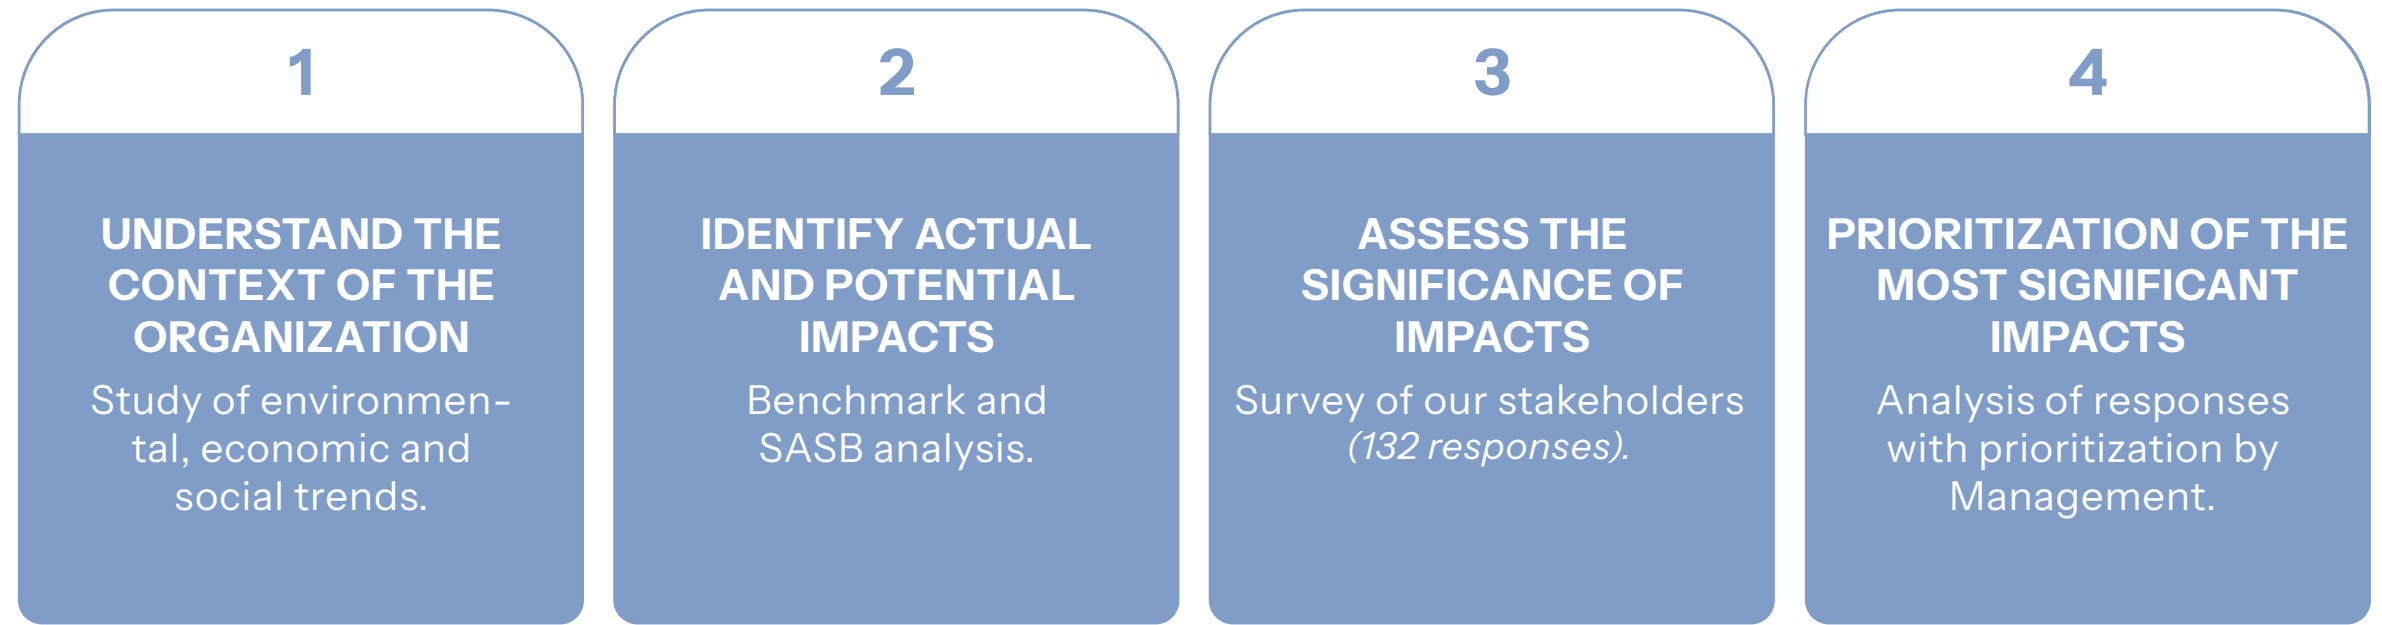 1
UNDERSTAND THE
CONTEXT OF THE
ORGANIZATION
Study of environmen-
tal, economic and
social trends.
2
IDENTIFY ACTUAL
AND POTENTIAL
IMPACTS
Benchmark and
SASB analysis.
3
ASSESS THE
SIGNIFICANCE OF
IMPACTS
Survey of our stakeholders
(132 responses).
4
PRIORITIZATION OF THE
MOST SIGNIFICANT
IMPACTS
Analysis of responses
with prioritization by
Management.